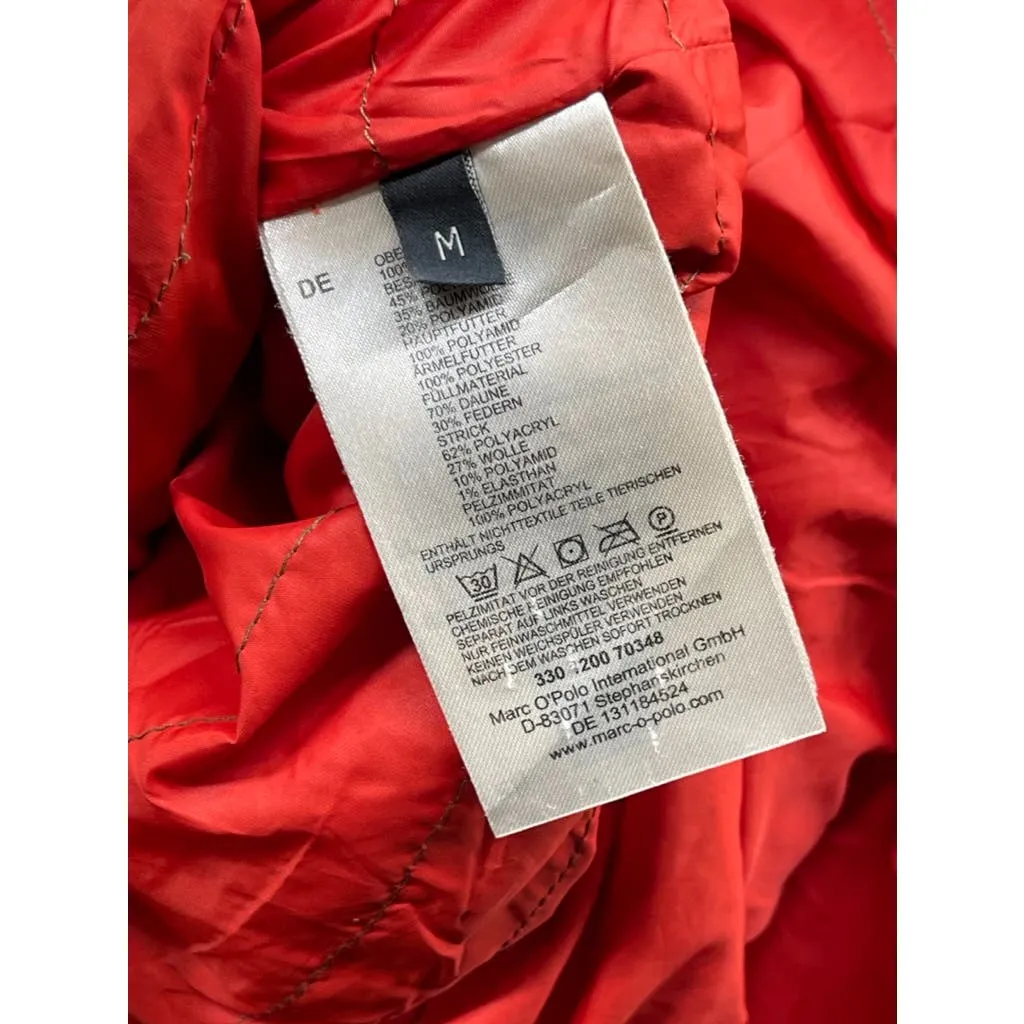 M
DE
100%
45%
35% BAUMWOLLE
20% POLYAMID
HAUPTFUTTER
100% POLYAMID
ÄRMELFUTTER
100% POLYESTER
FÜLLMATERIAL
70% DAUNE
30% FEDERN
STRICK
62% POLYACRYL
27% WOLLE
10% POLYAMID
1% ELASTHAN
PELZIMMITAT
100% POLYACRYL
ENTHÄLT NICHTTEXTILE TEILE TIERISCHEN
URSPRUNGS
30 P
PELZIMITAT VOR DER REINIGUNG ENTFERNEN
CHEMISCHE REINIGUNG EMPFOHLEN
SEPARAT AUF LINKS WASCHEN
NUR FEINWASCHMITTEL VERWENDEN
KEINEN WEICHSPÜLER VERWENDEN
NACH DEM WASCHEN SOFORT TROCKNEN
330 70348
Marc O'Polo International GmbH
D-83071 Stephanskirchen
DE 131184524
www.marc-o-polo.com